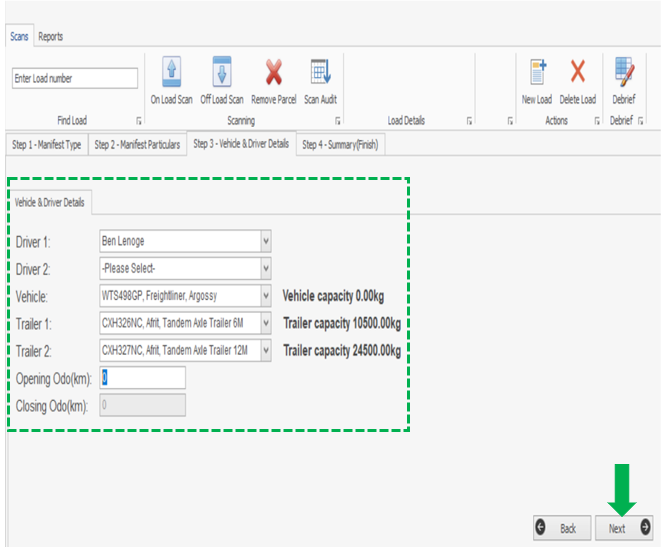 Scans Reports
Enter Load number
On Load Scan Off Load Scan Remove Parcel Scan Audit New Load Delete Load Debrief
Find Load Scanning Load Details Actions Debrief
Step 1 - Manifest Type Step 2 - Manifest Particulars Step 3 - Vehicle & Driver Details Step 4 - Summary(Finish)
Vehicle & Driver Details
Driver 1: Ben Lenoge
Driver 2: -Please Select-
Vehicle: WTS498GP, Freightliner, Argossy Vehicle capacity 0.00kg
Trailer 1: CXH326NC, Afrit, Tandem Axle Trailer 6M Trailer capacity 10500.00kg
Trailer 2: CXH327NC, Afrit, Tandem Axle Trailer 12M Trailer capacity 24500.00kg
Opening Odo(km): 0
Closing Odo(km): 0
Back Next